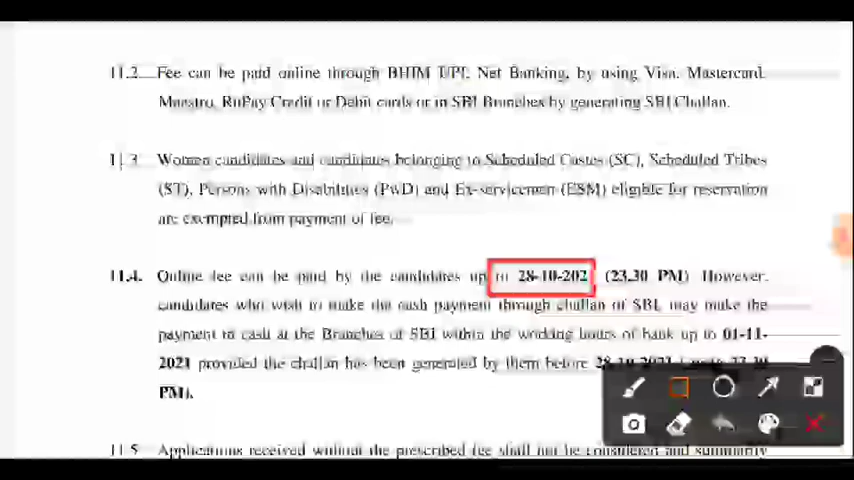 11.2 Fee can be paid online through BHIM UPI, Net Banking, by using Visa, Mastercard,
Maestro, RuPay Credit or Debit cards or in SBI Branches by generating SBI Challan.
11.3 Women candidates and candidates belonging to Scheduled Castes (SC), Scheduled Tribes
(ST), Persons with Disabilities (PwD) and Ex-servicemen (ESM) eligible for reservation
are exempted from payment of fee.
11.4. Online fee can be paid by the candidates up to 28-10-202 (23.30 PM) However,
candidates who wish to make the cash payment through challan of SBI, may make the
payment in cash at the Branches of SBI within the working hours of bank up to 01-11-
2021 provided the challan has been generated by them before 28-10-2021 23.30
PM).
11.5 Applications received without the prescribed fee shall not be considered and summarily